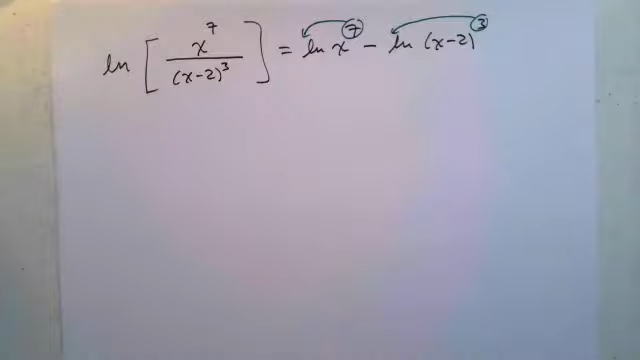 ln [ x^7 / (x-2)^3 ] = ln x^7 - ln (x-2)^3